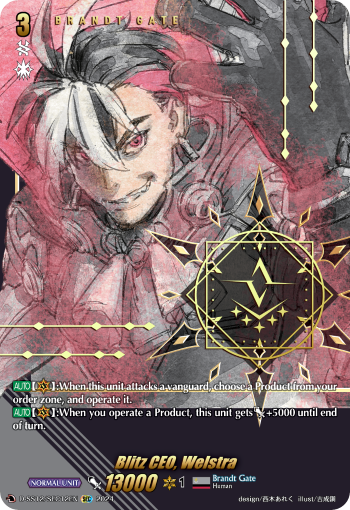 3
BRANDT GATE
AUTO【 】:When this unit attacks a vanguard, choose a Product from your
order zone, and operate it.
AUTO【 】:When you operate a Product, this unit gets +5000 until end
of turn.
Blitz CEO, Welstra
NORMAL UNIT
13000
1
Brandt Gate
Human
2024
design/西木あれく illust/古成鐸